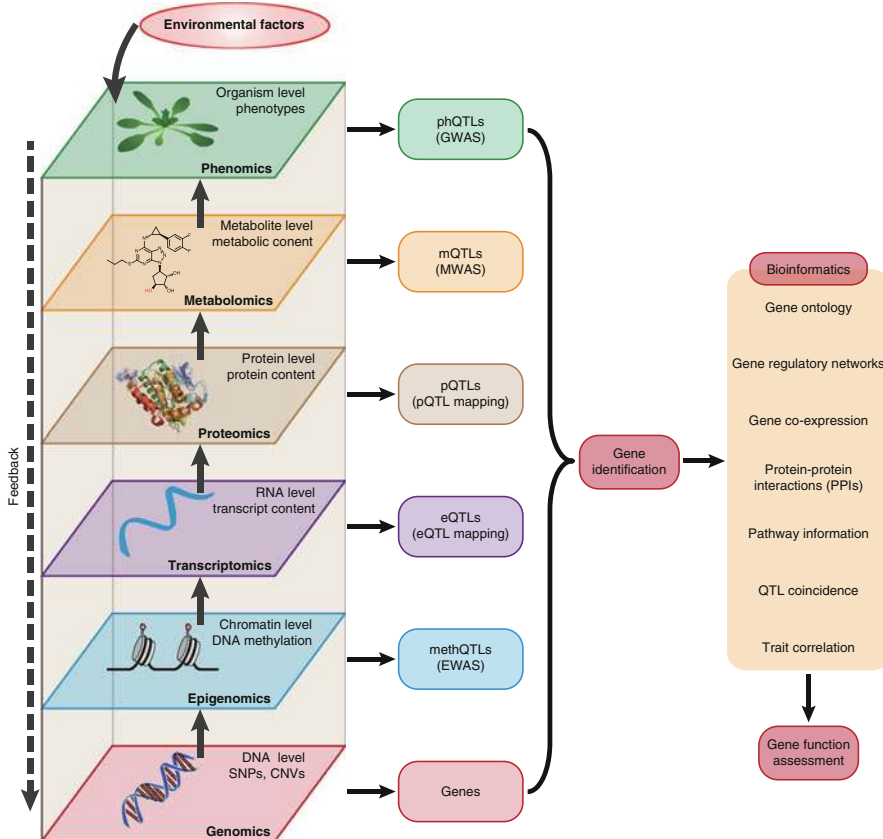 Environmental factors
Organism level
phenotypes
Phenomics
phQTLs
(GWAS)
Metabolite level
metabolic conent
Metabolomics
mQTLs
(MWAS)
Protein level
protein content
Proteomics
pQTLs
(pQTL mapping)
RNA level
transcript content
Transcriptomics
eQTLs
(eQTL mapping)
Chromatin level
DNA methylation
Epigenomics
methQTLs
(EWAS)
DNA level
SNPs, CNVs
Genomics
Genes
Feedback
Gene
identification
Bioinformatics
Gene ontology
Gene regulatory networks
Gene co-expression
Protein-protein
interactions (PPIs)
Pathway information
QTL coincidence
Trait correlation
Gene function
assessment